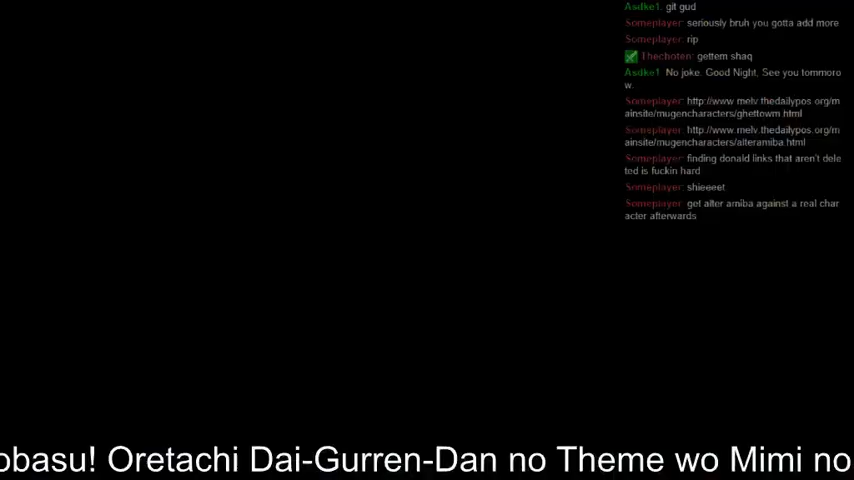 Asdke1: git gud
Someplayer: seriously bruh you gotta add more
Someplayer: rip
Thechoten: gettem shaq
Asdke1: No joke. Good Night, See you tommoro
w.
Someplayer: http://www.melv.thedailypos.org/m
ainsite/mugencharacters/ghettowm.html
Someplayer: http://www.melv.thedailypos.org/m
ainsite/mugencharacters/alteramiba.html
Someplayer: finding donald links that aren't dele
ted is fuckin hard
Someplayer: shieeeet
Someplayer: get alter amiba against a real char
acter afterwards
obasu! Oretachi Dai-Gurren-Dan no Theme wo Mimi no